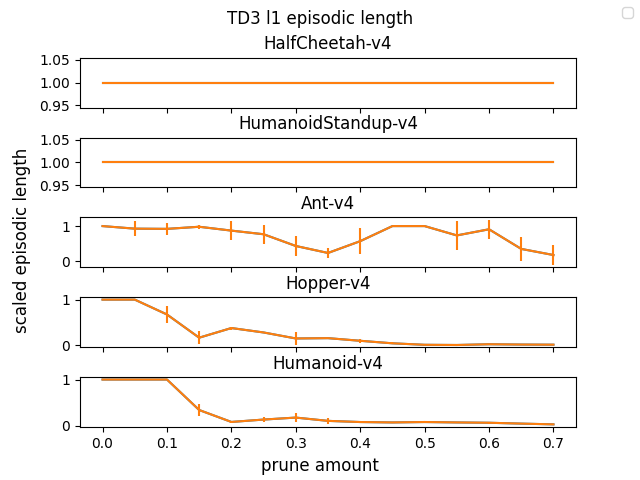 TD3 l1 episodic length
HalfCheetah-v4
1.05
1.00
0.95
HumanoidStandup-v4
1.05
1.00
0.95
Ant-v4
1
0
Hopper-v4
1
0
Humanoid-v4
1
0
0.0 0.1 0.2 0.3 0.4 0.5 0.6 0.7
prune amount
scaled episodic length